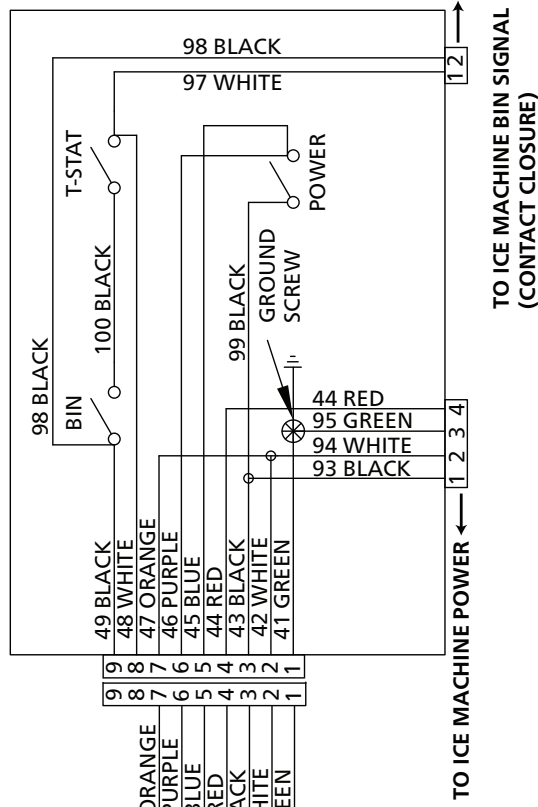 98 BLACK
97 WHITE
1 2
TO ICE MACHINE BIN SIGNAL
(CONTACT CLOSURE)
T-STAT
POWER
100 BLACK
99 BLACK
GROUND
SCREW
98 BLACK
BIN
44 RED
95 GREEN
94 WHITE
93 BLACK
1 2 3 4
TO ICE MACHINE POWER
49 BLACK
48 WHITE
47 ORANGE
46 PURPLE
45 BLUE
44 RED
43 BLACK
42 WHITE
41 GREEN
9 8 7 6 5 4 3 2 1
9 8 7 6 5 4 3 2 1
ORANGE
PURPLE
BLUE
RED
ACK
HITE
EEN